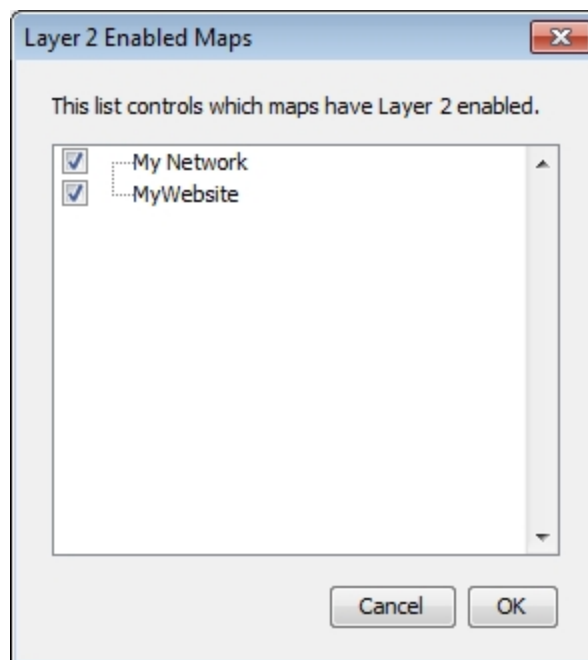 Layer 2 Enabled Maps
This list controls which maps have Layer 2 enabled.
My Network
MyWebsite
Cancel
OK